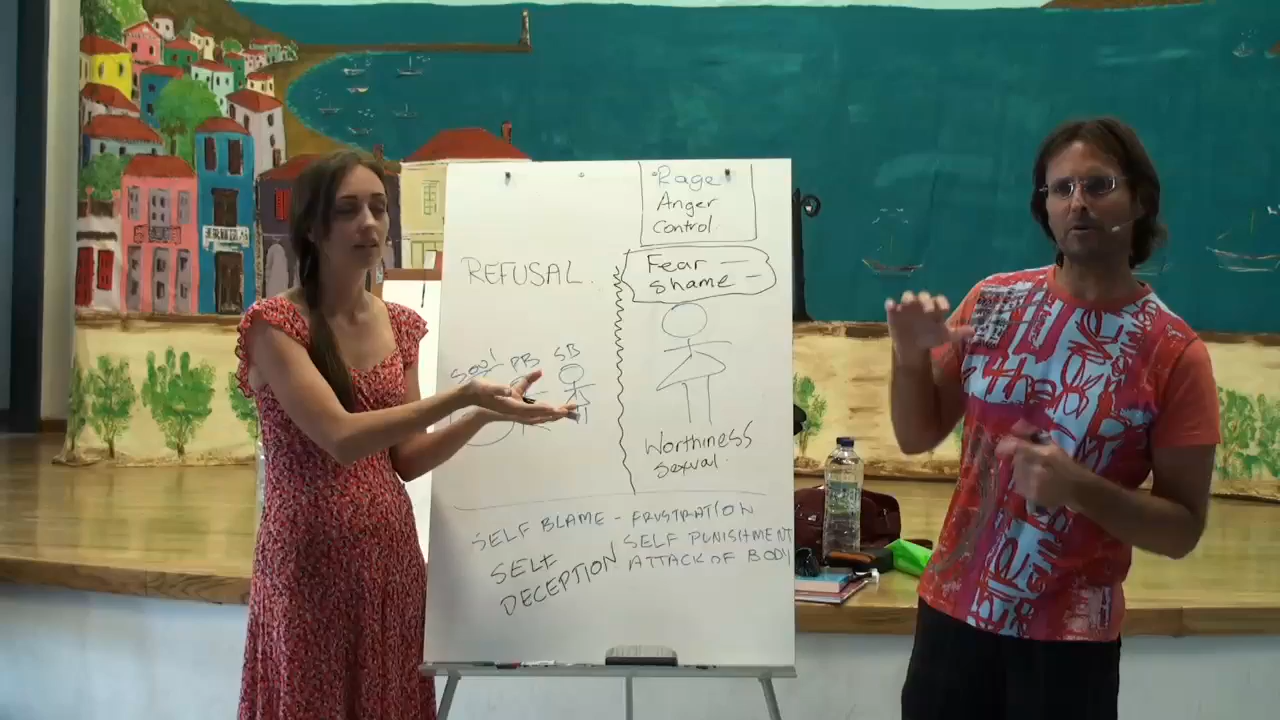 Rage
Anger
Control
REFUSAL.
Fear —
Shame —
Soul PB SB
Worthiness
Sexual.
SELF BLAME - FRUSTRATION
SELF PUNISHMENT
SELF
DECEPTION
ATTACK OF BODY